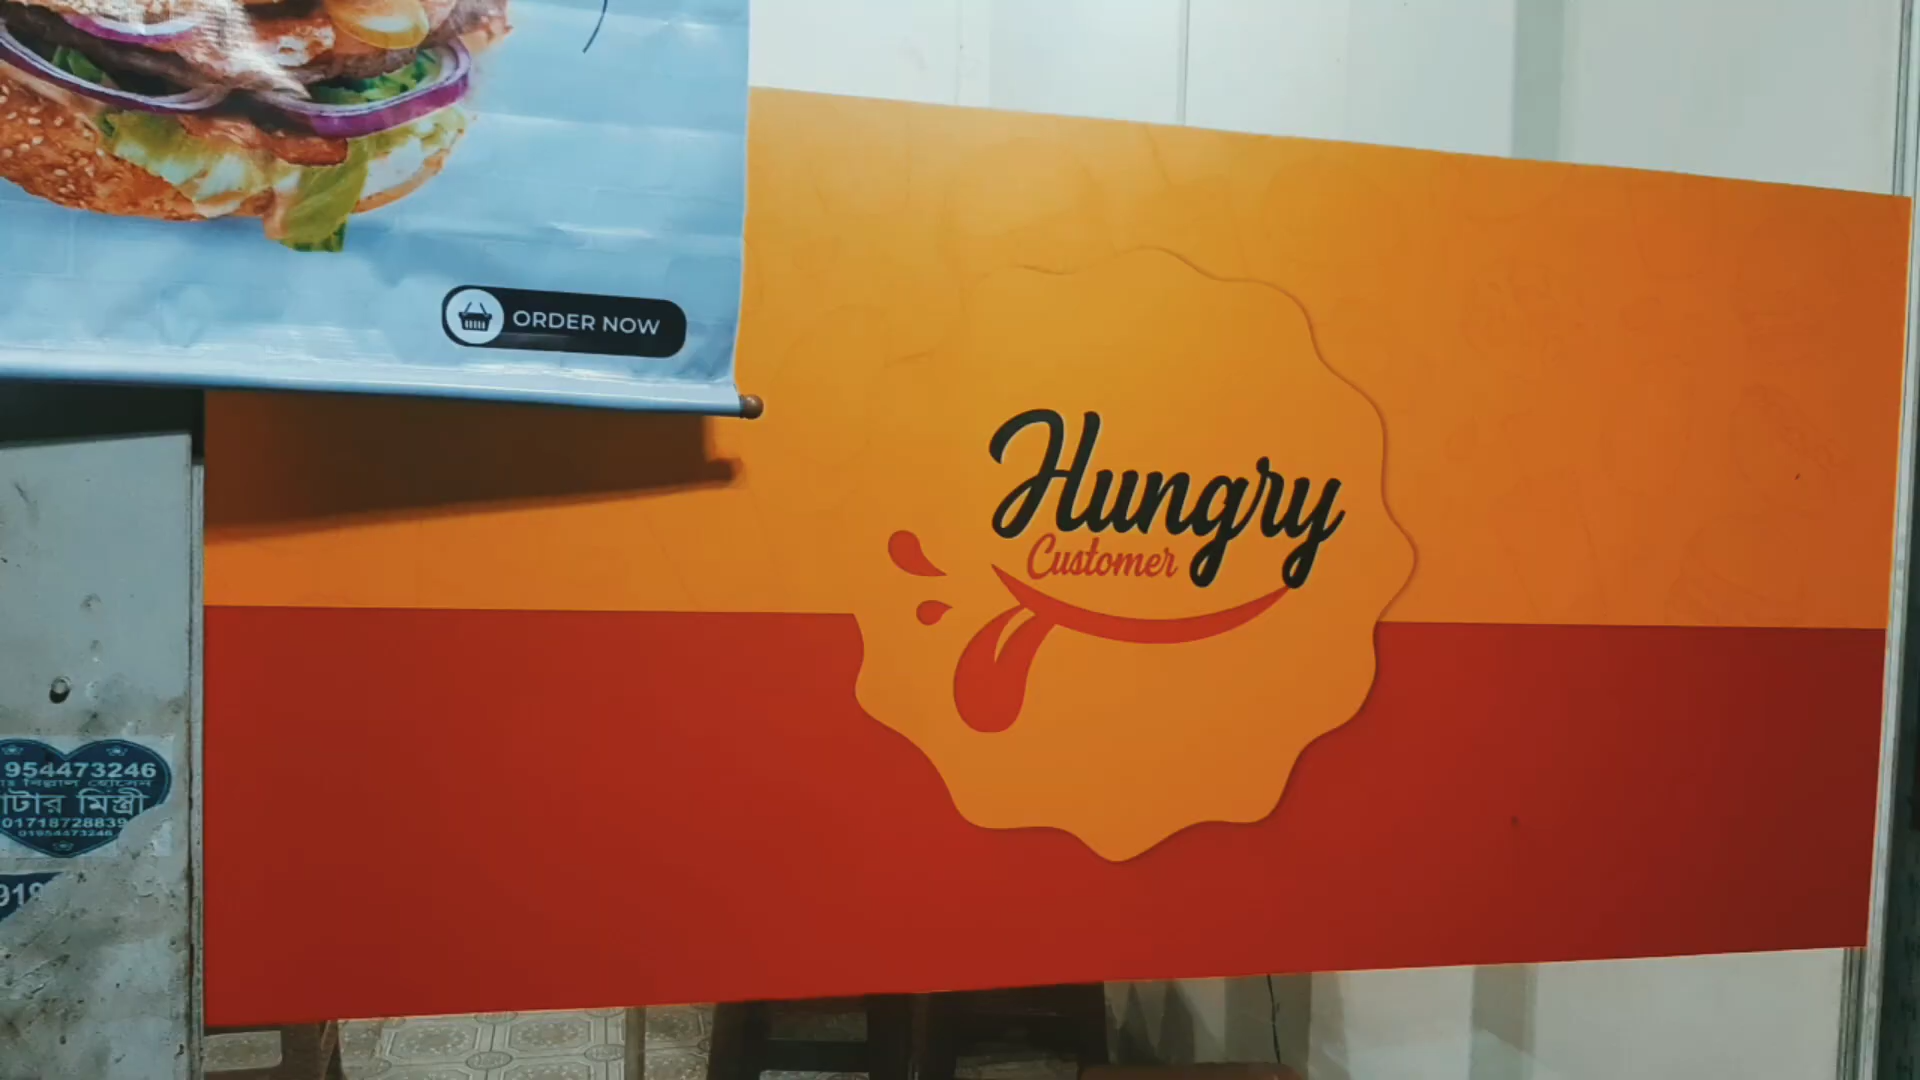 ORDER NOW
Hungry
Customer
954473246
বিল্লাল হোসেন
টার মিস্ত্রী
01718728839
01954473246
919